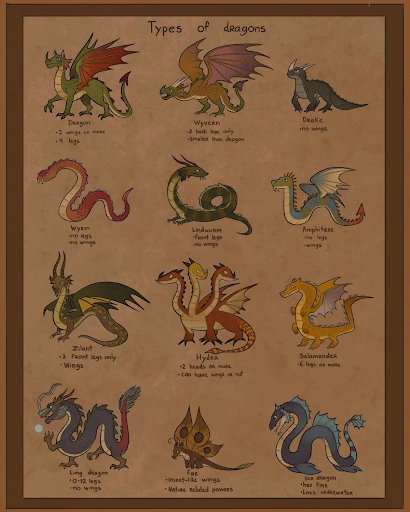 Types of dragons
Dragon
• 2 wings or more
• 4 legs
Wyvern
• 2 back legs only
• Smaller than dragon
Drake
• no wings
Wyrm
• no legs
• no wings
Lindwurm
• front legs
• no wings
Amphitere
• no legs
• wings
Zilant
• 2 front legs only
• Wings
Hydra
• 2 heads or more
• can have wings or not
Salamander
• 6 legs or more
Lung dragon
• 0-12 legs
• no wings
Fae
• Insect-like wings
• Nature related powers
Sea dragon
• has fins
• Lives underwater